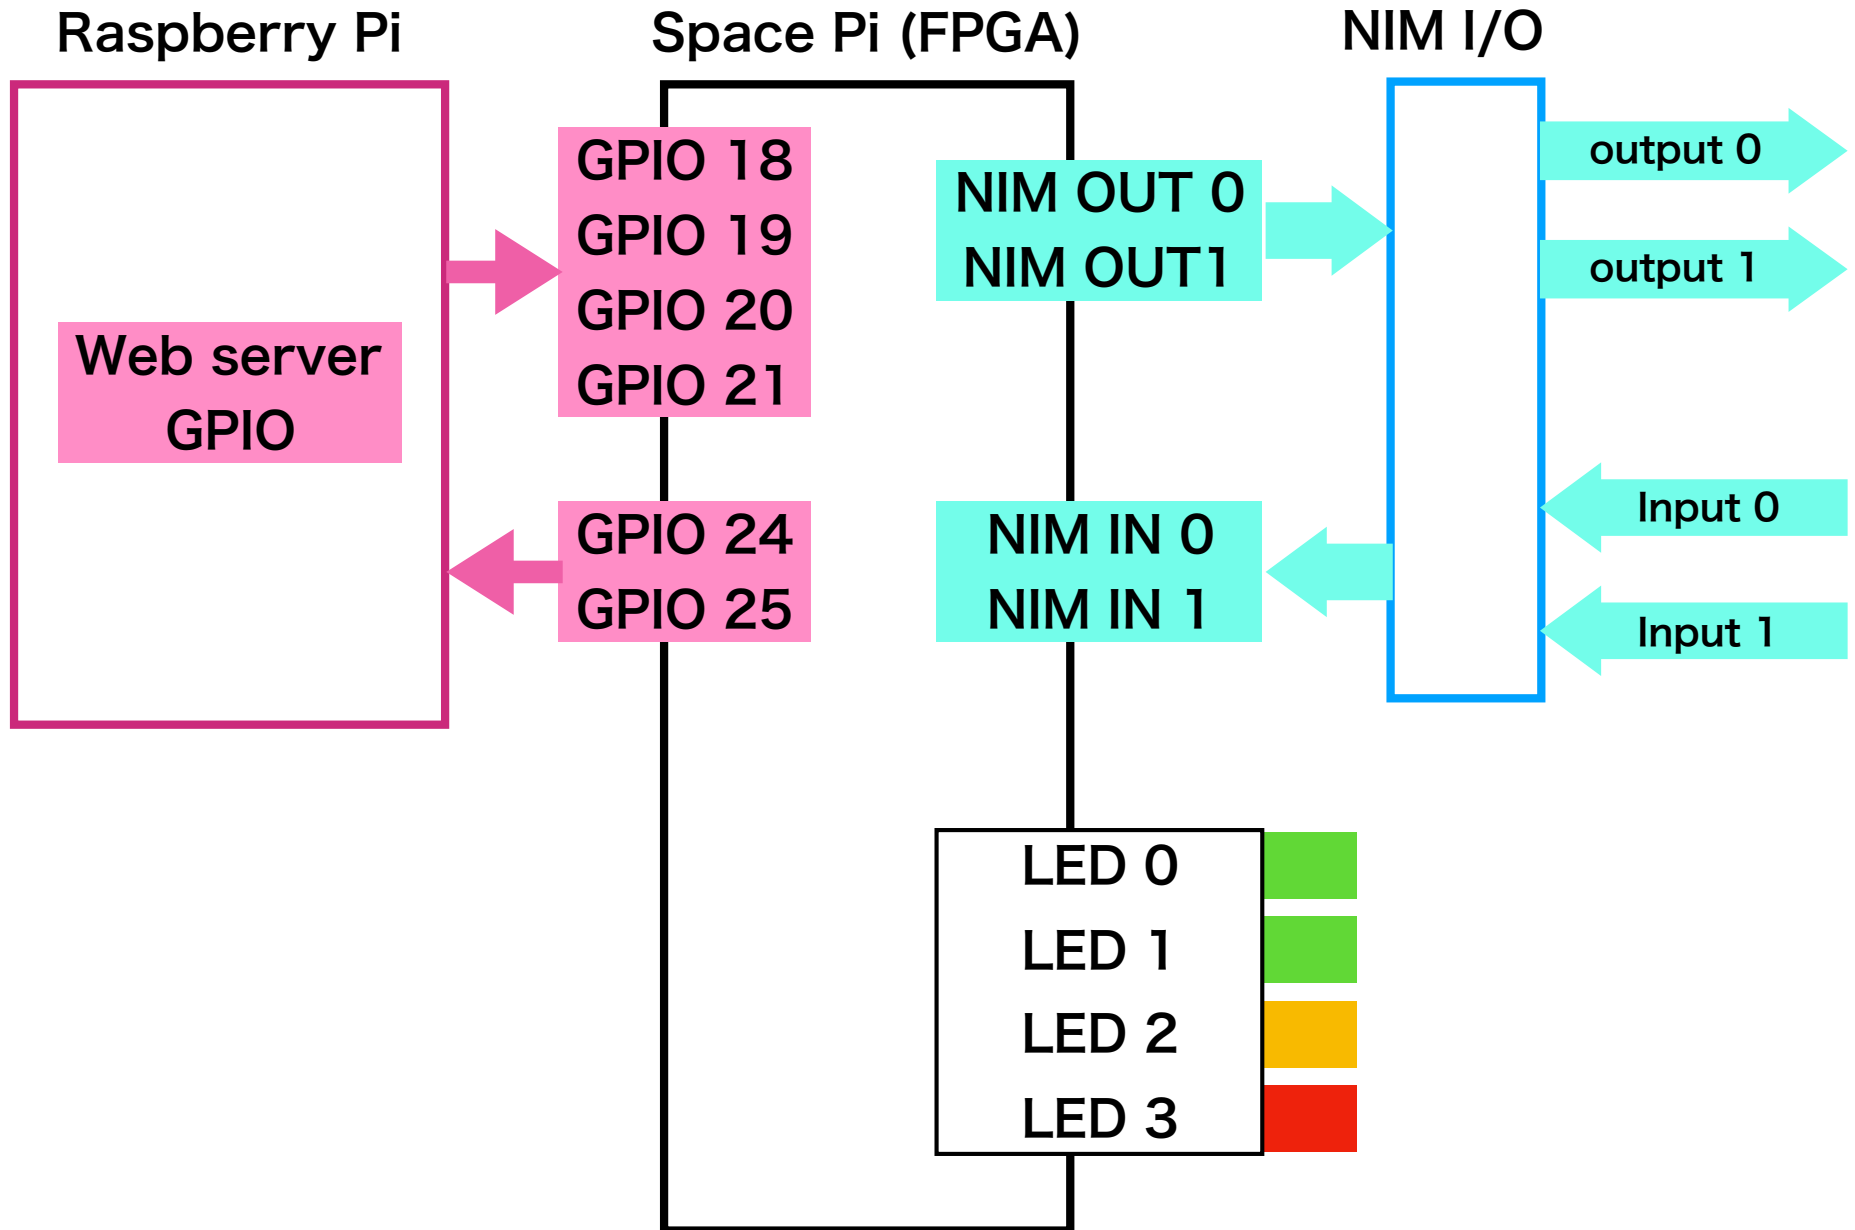 Raspberry Pi
Space Pi (FPGA)
NIM I/O
Web server
GPIO
GPIO 18
GPIO 19
GPIO 20
GPIO 21
GPIO 24
GPIO 25
NIM OUT 0
NIM OUT1
NIM IN 0
NIM IN 1
LED 0
LED 1
LED 2
LED 3
output 0
output 1
Input 0
Input 1